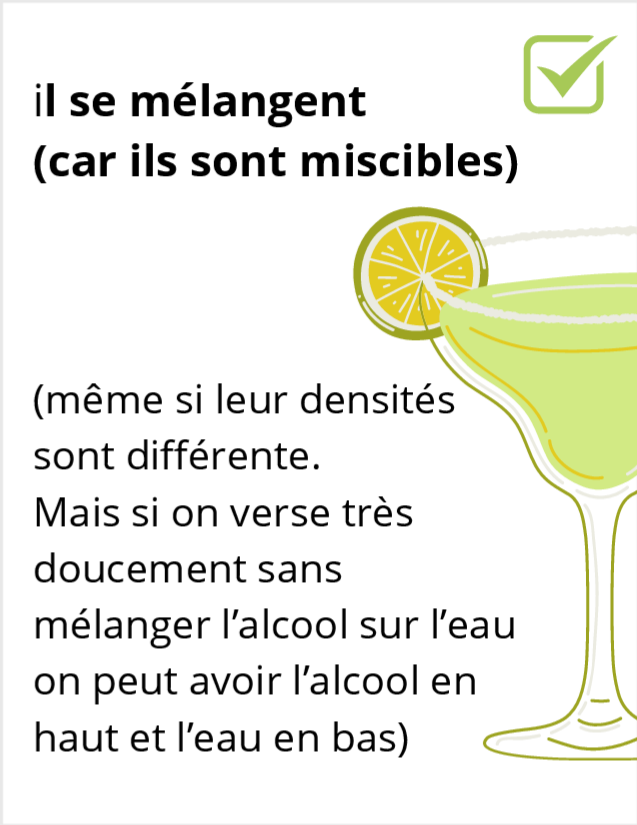 il se mélangent
(car ils sont miscibles)
(même si leur densités
sont différente.
Mais si on verse très
doucement sans
mélanger l’alcool sur l’eau
on peut avoir l’alcool en
haut et l’eau en bas)